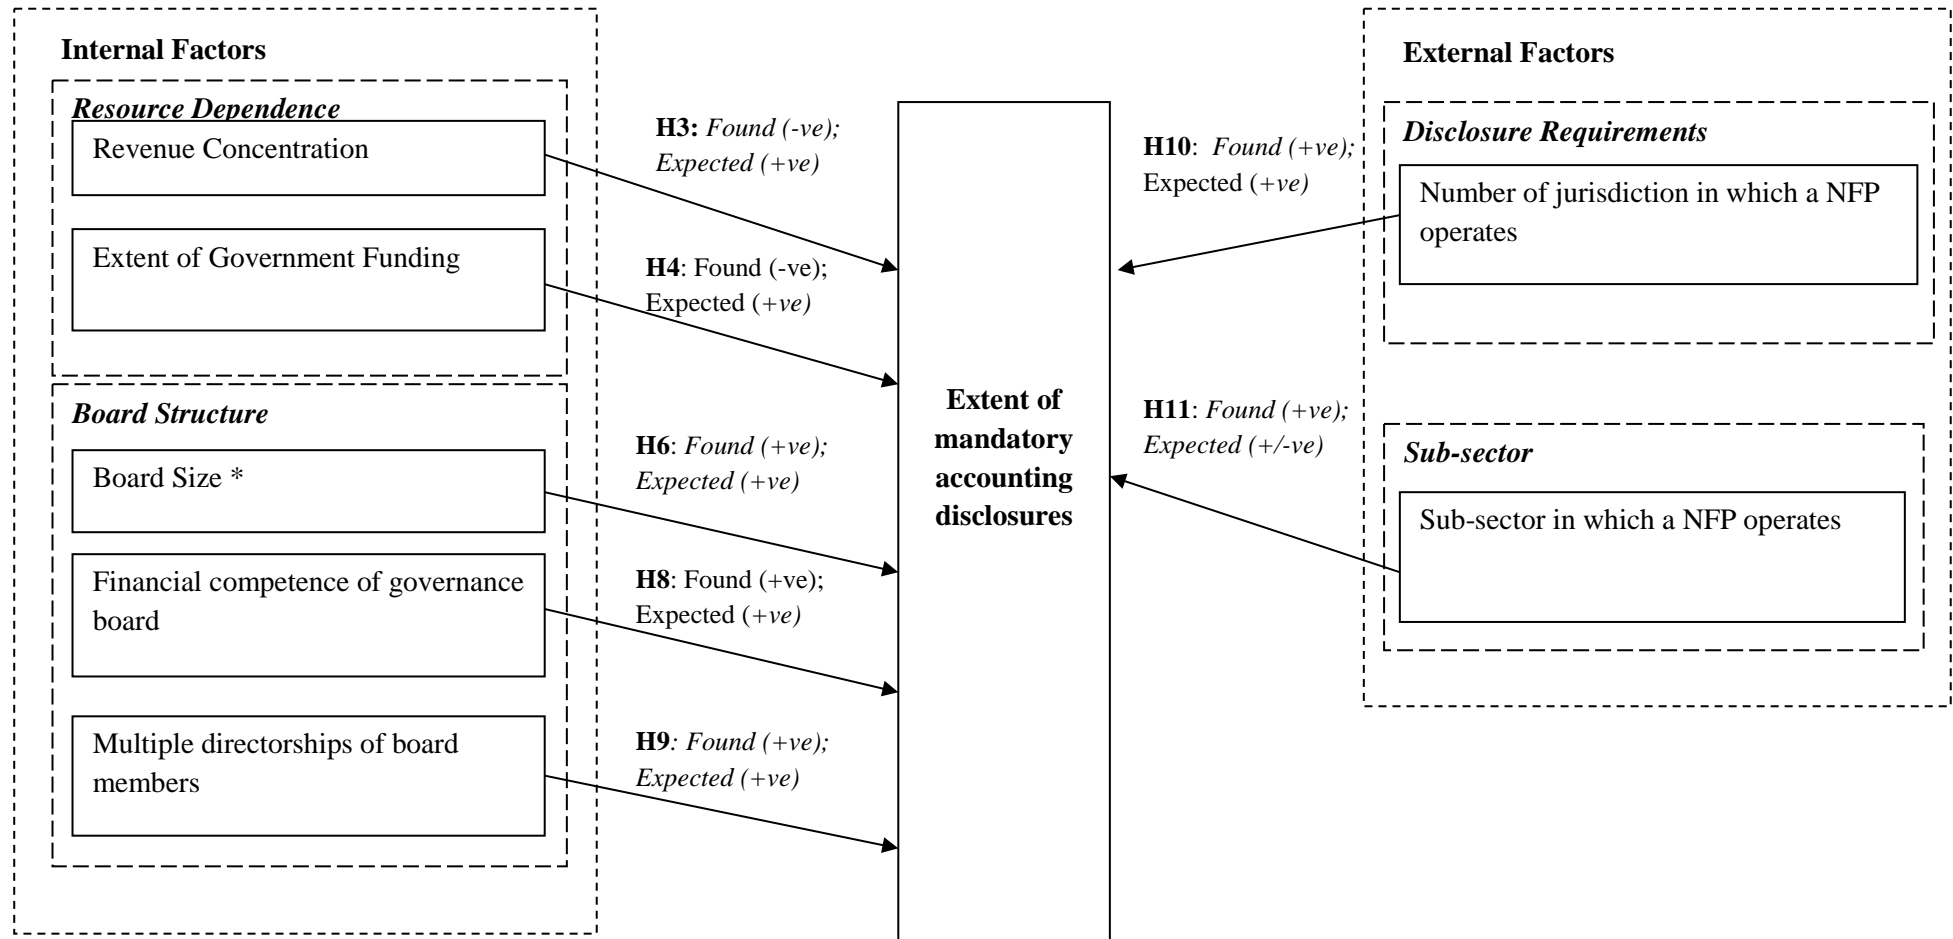 Internal Factors
Resource Dependence
Revenue Concentration
Extent of Government Funding
Board Structure
Board Size *
Financial competence of governance
board
Multiple directorships of board
members
H3: Found (-ve);
Expected (+ve)
H4: Found (-ve);
Expected (+ve)
H6: Found (+ve);
Expected (+ve)
H8: Found (+ve);
Expected (+ve)
H9: Found (+ve);
Expected (+ve)
Extent of
mandatory
accounting
disclosures
H10: Found (+ve);
Expected (+ve)
H11: Found (+ve);
Expected (+/-ve)
External Factors
Disclosure Requirements
Number of jurisdiction in which a NFP
operates
Sub-sector
Sub-sector in which a NFP operates